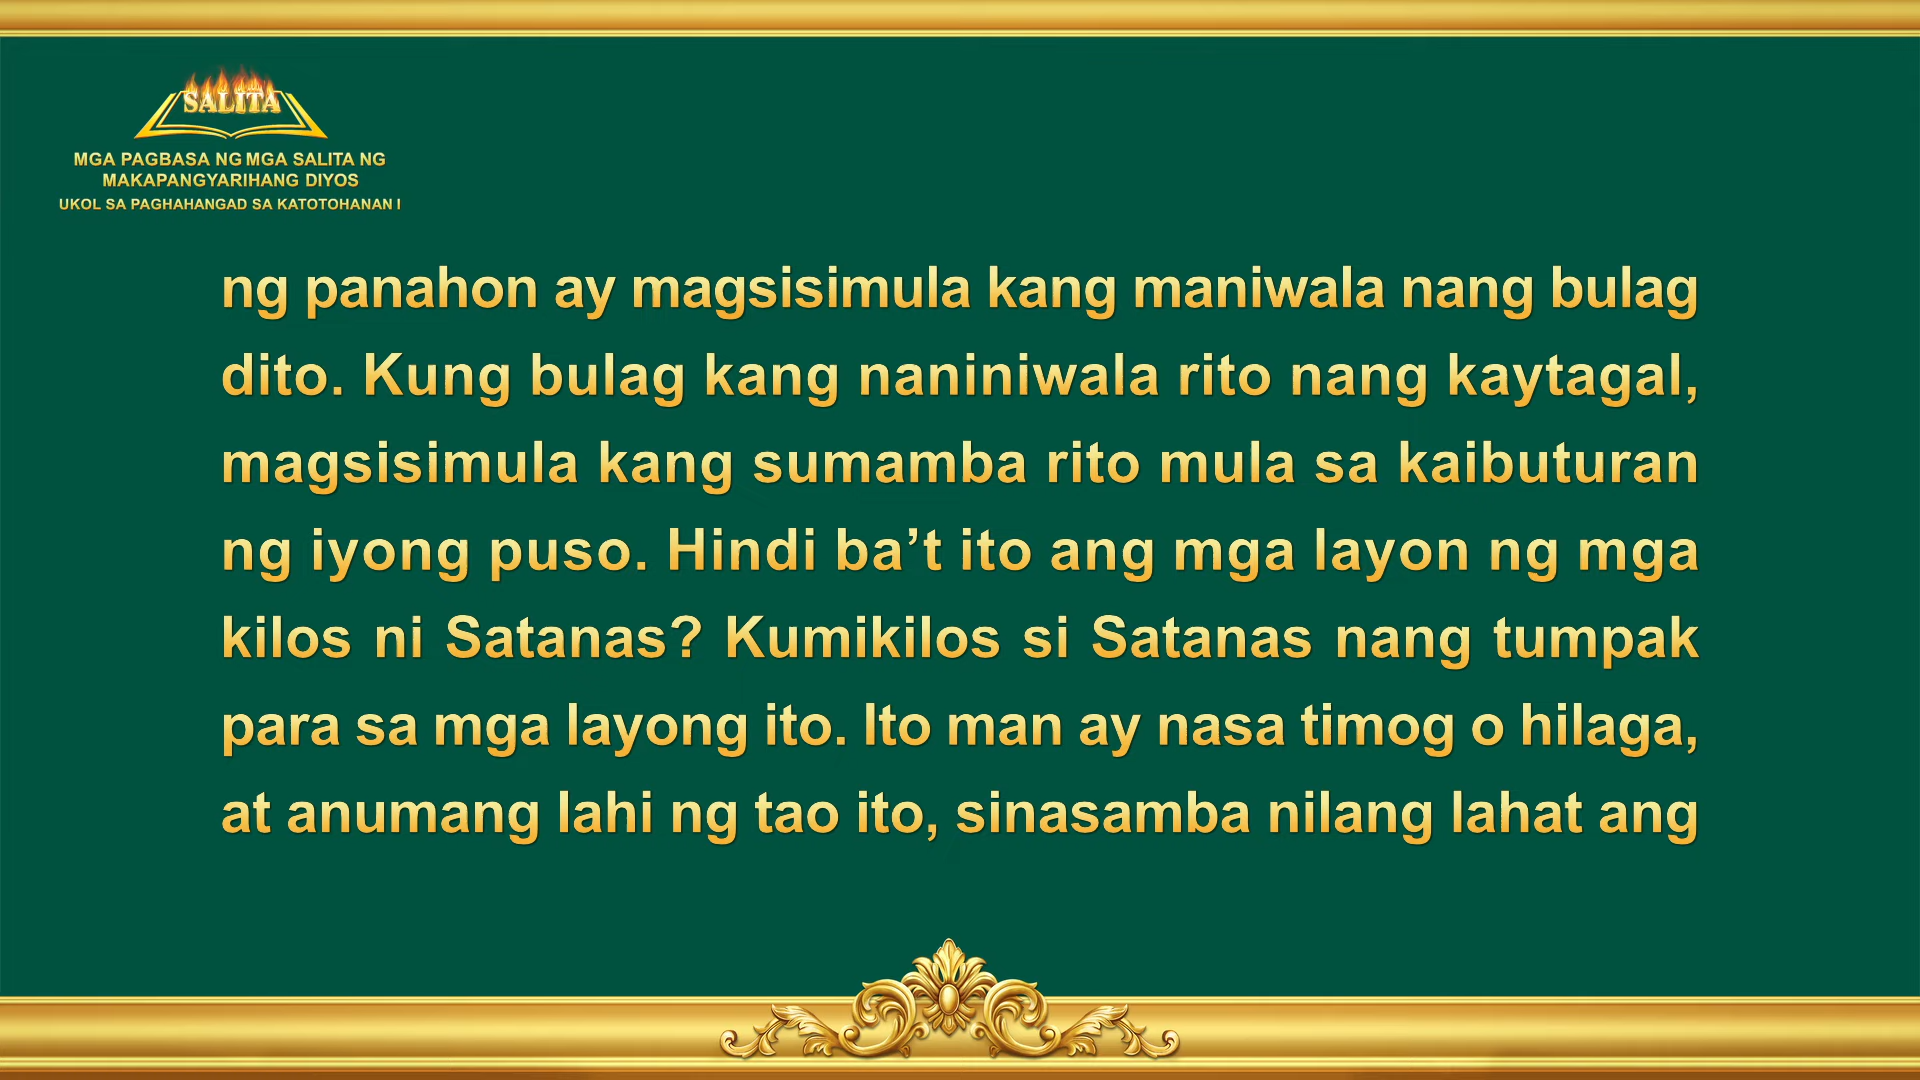 SALITA
MGA PAGBASA NG MGA SALITA NG
MAKAPANGYARIHANG DIYOS
UKOL SA PAGHAHANGAD SA KATOTOHANAN I
ng panahon ay magsisimula kang maniwala nang bulag
dito. Kung bulag kang naniniwala rito nang kaytagal,
magsisimula kang sumamba rito mula sa kaibuturan
ng iyong puso. Hindi ba’t ito ang mga layon ng mga
kilos ni Satanas? Kumikilos si Satanas nang tumpak
para sa mga layong ito. Ito man ay nasa timog o hilaga,
at anumang lahi ng tao ito, sinasamba nilang lahat ang